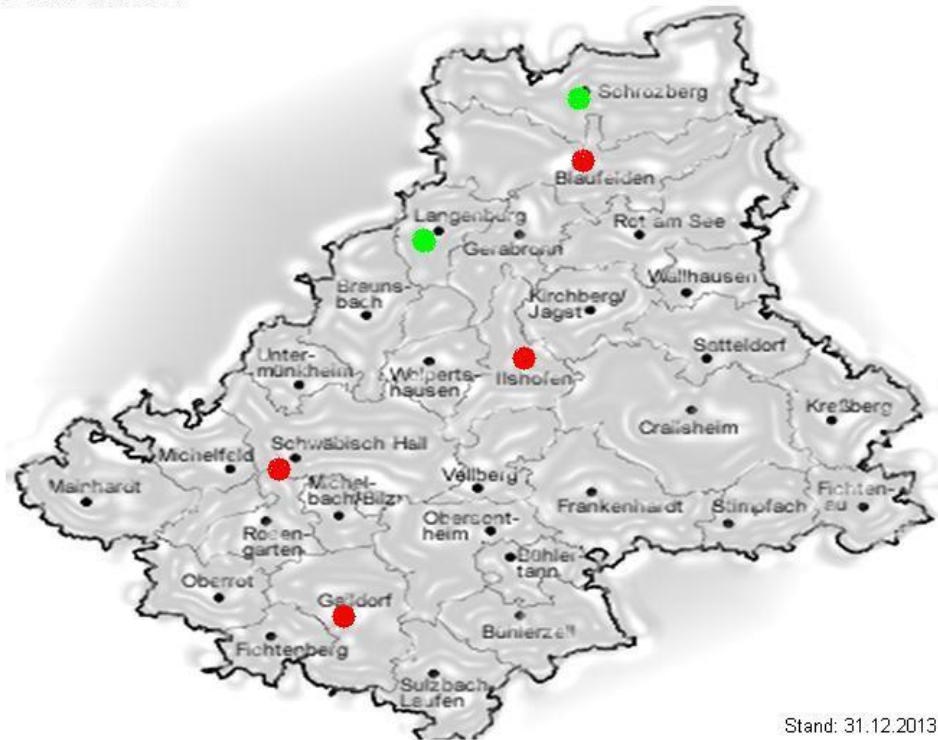 Schrozberg
Blaufelden
Langenburg
Rot am See
Gerabronn
Wallhausen
Brauns-
bach
Kirchberg/
Jagst
Unter-
münkheim
Wolperts-
hausen
Ilshofen
Satteldorf
Kreßberg
Crailsheim
Michelfeld
Schwäbisch Hall
Mainhardt
Michel-
bach/Bilz
Vellberg
Frankenhardt
Stimpfach
Fichten-
au
Rosen-
garten
Obersont-
heim
Bühler-
tann
Oberrot
Gaildorf
Bühlerzell
Fichtenberg
Sulzbach-
Laufen
Stand: 31.12.2013